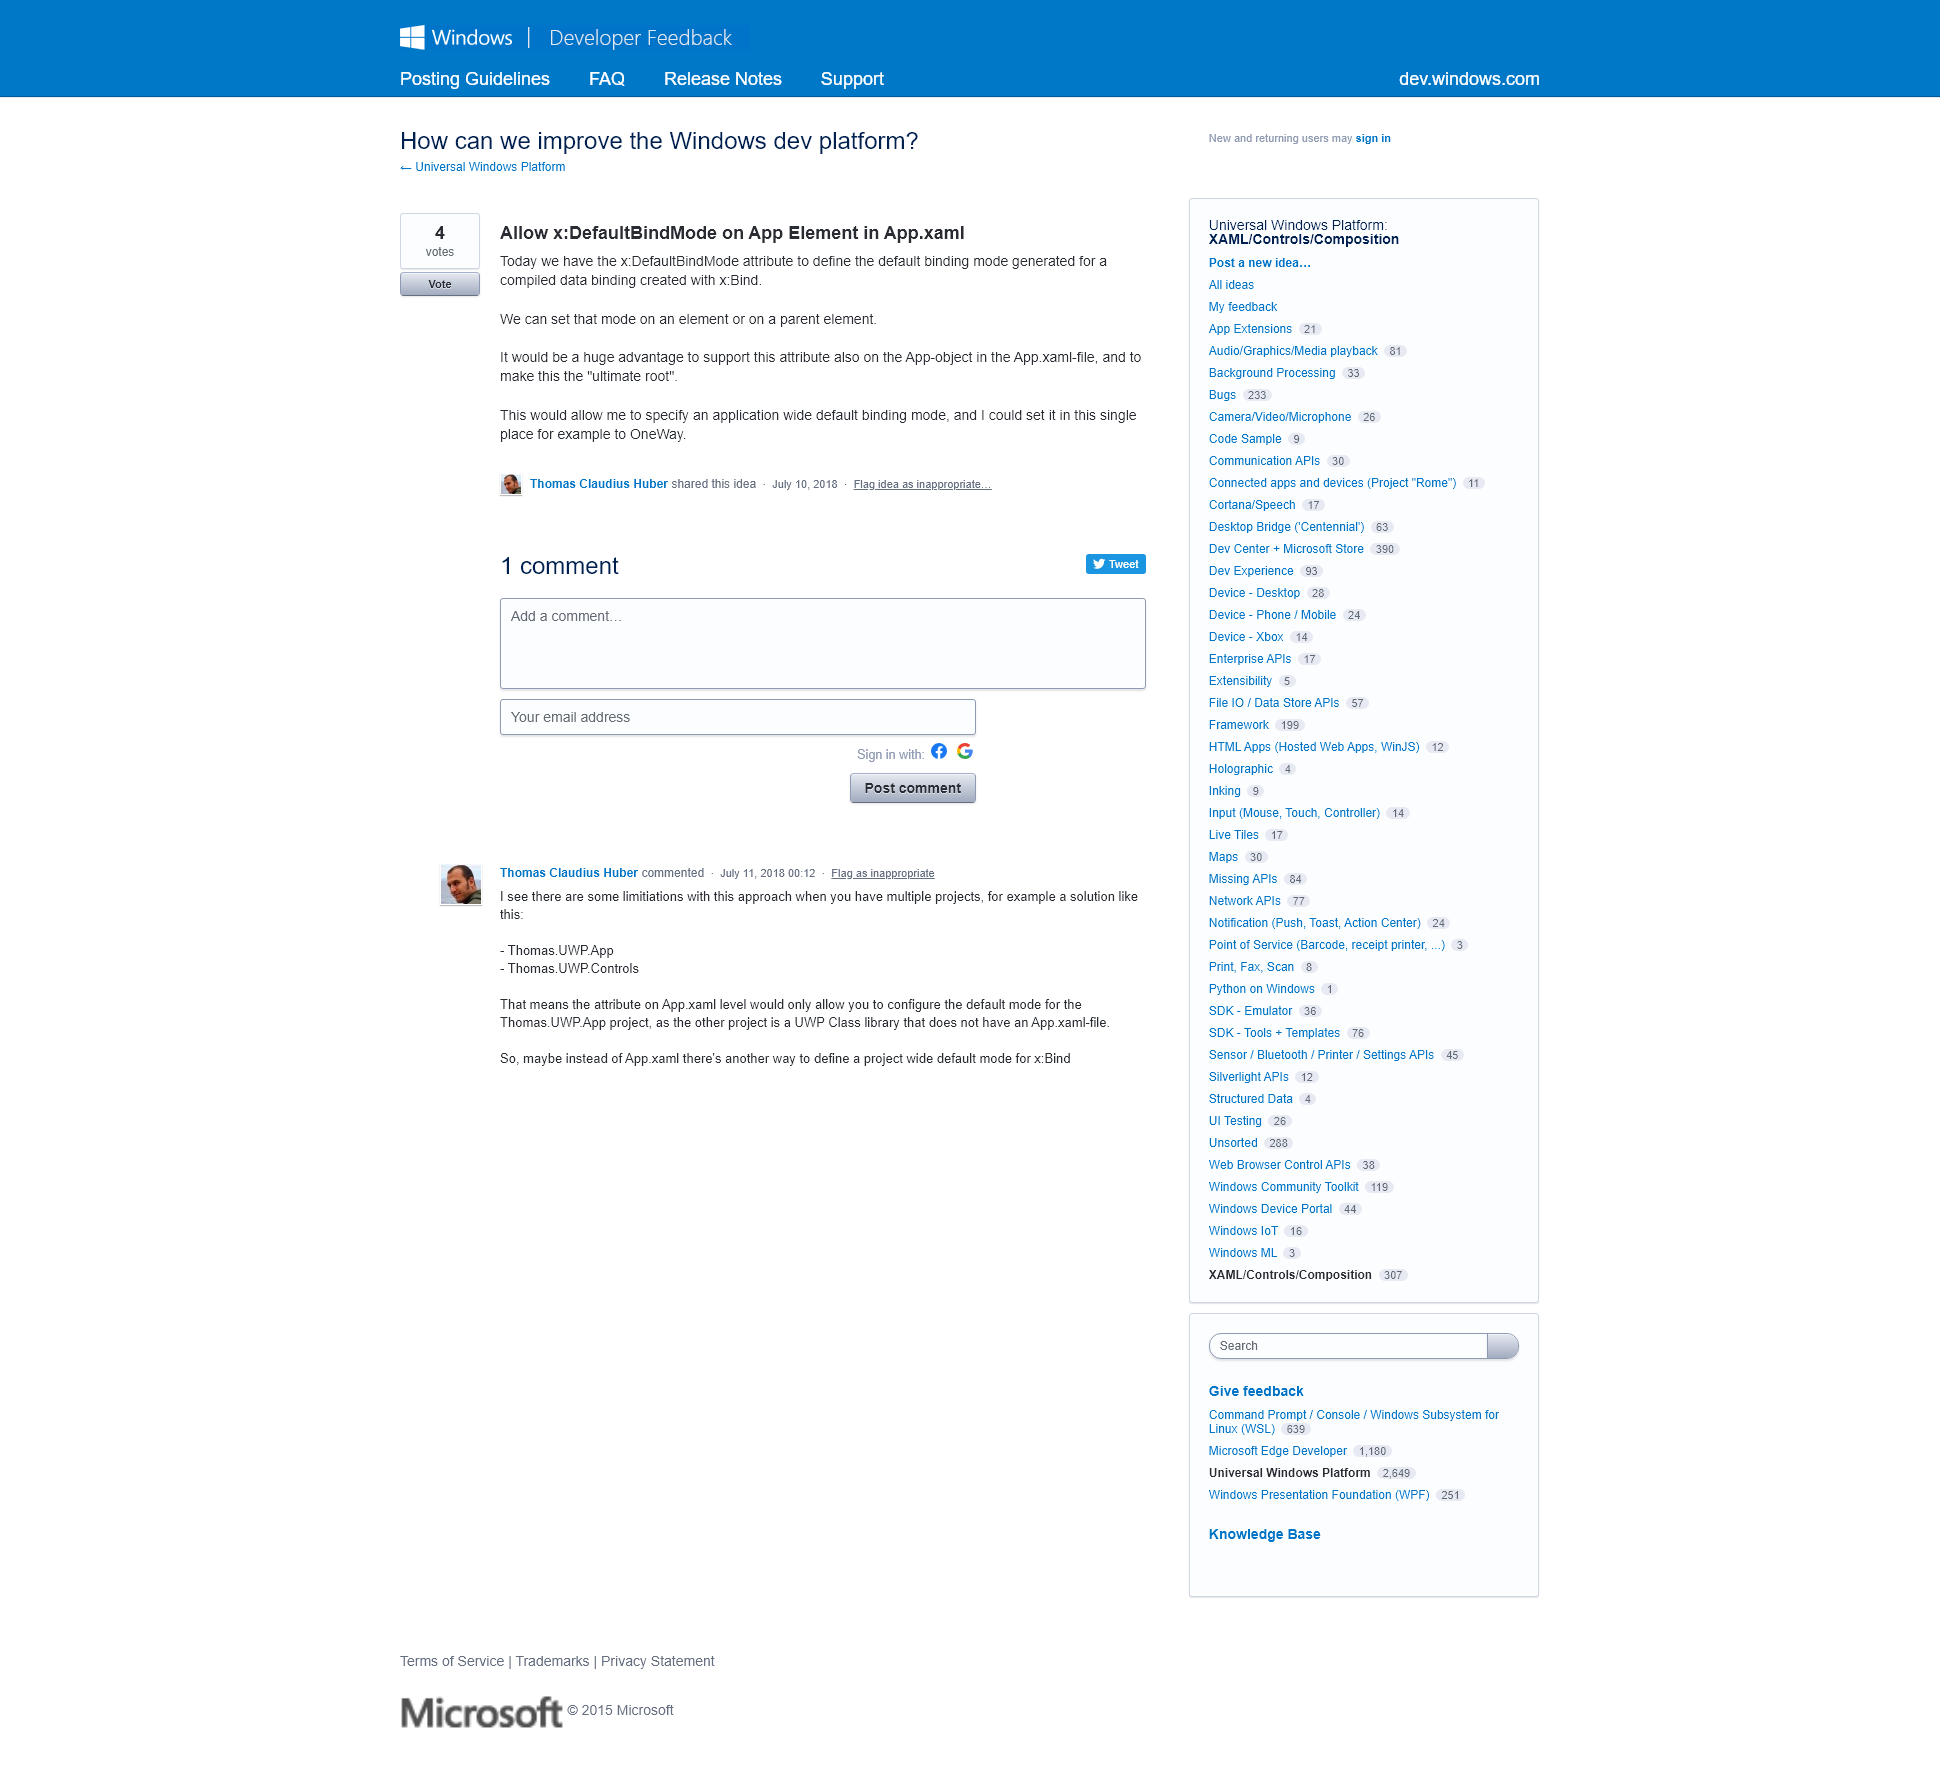 Windows | Developer Feedback
Posting Guidelines FAQ Release Notes Support dev.windows.com
How can we improve the Windows dev platform?
← Universal Windows Platform
New and returning users may sign in
4
votes
Vote
Allow x:DefaultBindMode on App Element in App.xaml
Today we have the x:DefaultBindMode attribute to define the default binding mode generated for a
compiled data binding created with x:Bind.
We can set that mode on an element or on a parent element.
It would be a huge advantage to support this attribute also on the App-object in the App.xaml-file, and to
make this the "ultimate root".
This would allow me to specify an application wide default binding mode, and I could set it in this single
place for example to OneWay.
Thomas Claudius Huber shared this idea · July 10, 2018 · Flag idea as inappropriate…
1 comment
Tweet
Add a comment…
Your email address
Sign in with:
Post comment
Thomas Claudius Huber commented · July 11, 2018 00:12 · Flag as inappropriate
I see there are some limitiations with this approach when you have multiple projects, for example a solution like
this:
- Thomas.UWP.App
- Thomas.UWP.Controls
That means the attribute on App.xaml level would only allow you to configure the default mode for the
Thomas.UWP.App project, as the other project is a UWP Class library that does not have an App.xaml-file.
So, maybe instead of App.xaml there's another way to define a project wide default mode for x:Bind
Universal Windows Platform:
XAML/Controls/Composition
Post a new idea…
All ideas
My feedback
App Extensions 21
Audio/Graphics/Media playback 81
Background Processing 33
Bugs 233
Camera/Video/Microphone 26
Code Sample 9
Communication APIs 30
Connected apps and devices (Project "Rome") 11
Cortana/Speech 17
Desktop Bridge ('Centennial') 63
Dev Center + Microsoft Store 390
Dev Experience 93
Device - Desktop 28
Device - Phone / Mobile 24
Device - Xbox 14
Enterprise APIs 17
Extensibility 5
File IO / Data Store APIs 57
Framework 199
HTML Apps (Hosted Web Apps, WinJS) 12
Holographic 4
Inking 9
Input (Mouse, Touch, Controller) 14
Live Tiles 17
Maps 30
Missing APIs 84
Network APIs 77
Notification (Push, Toast, Action Center) 24
Point of Service (Barcode, receipt printer, ...) 3
Print, Fax, Scan 8
Python on Windows 1
SDK - Emulator 36
SDK - Tools + Templates 76
Sensor / Bluetooth / Printer / Settings APIs 45
Silverlight APIs 12
Structured Data 4
UI Testing 26
Unsorted 288
Web Browser Control APIs 38
Windows Community Toolkit 119
Windows Device Portal 44
Windows IoT 16
Windows ML 3
XAML/Controls/Composition 307
Search
Give feedback
Command Prompt / Console / Windows Subsystem for
Linux (WSL) 639
Microsoft Edge Developer 1,180
Universal Windows Platform 2,649
Windows Presentation Foundation (WPF) 251
Knowledge Base
Terms of Service | Trademarks | Privacy Statement
Microsoft © 2015 Microsoft